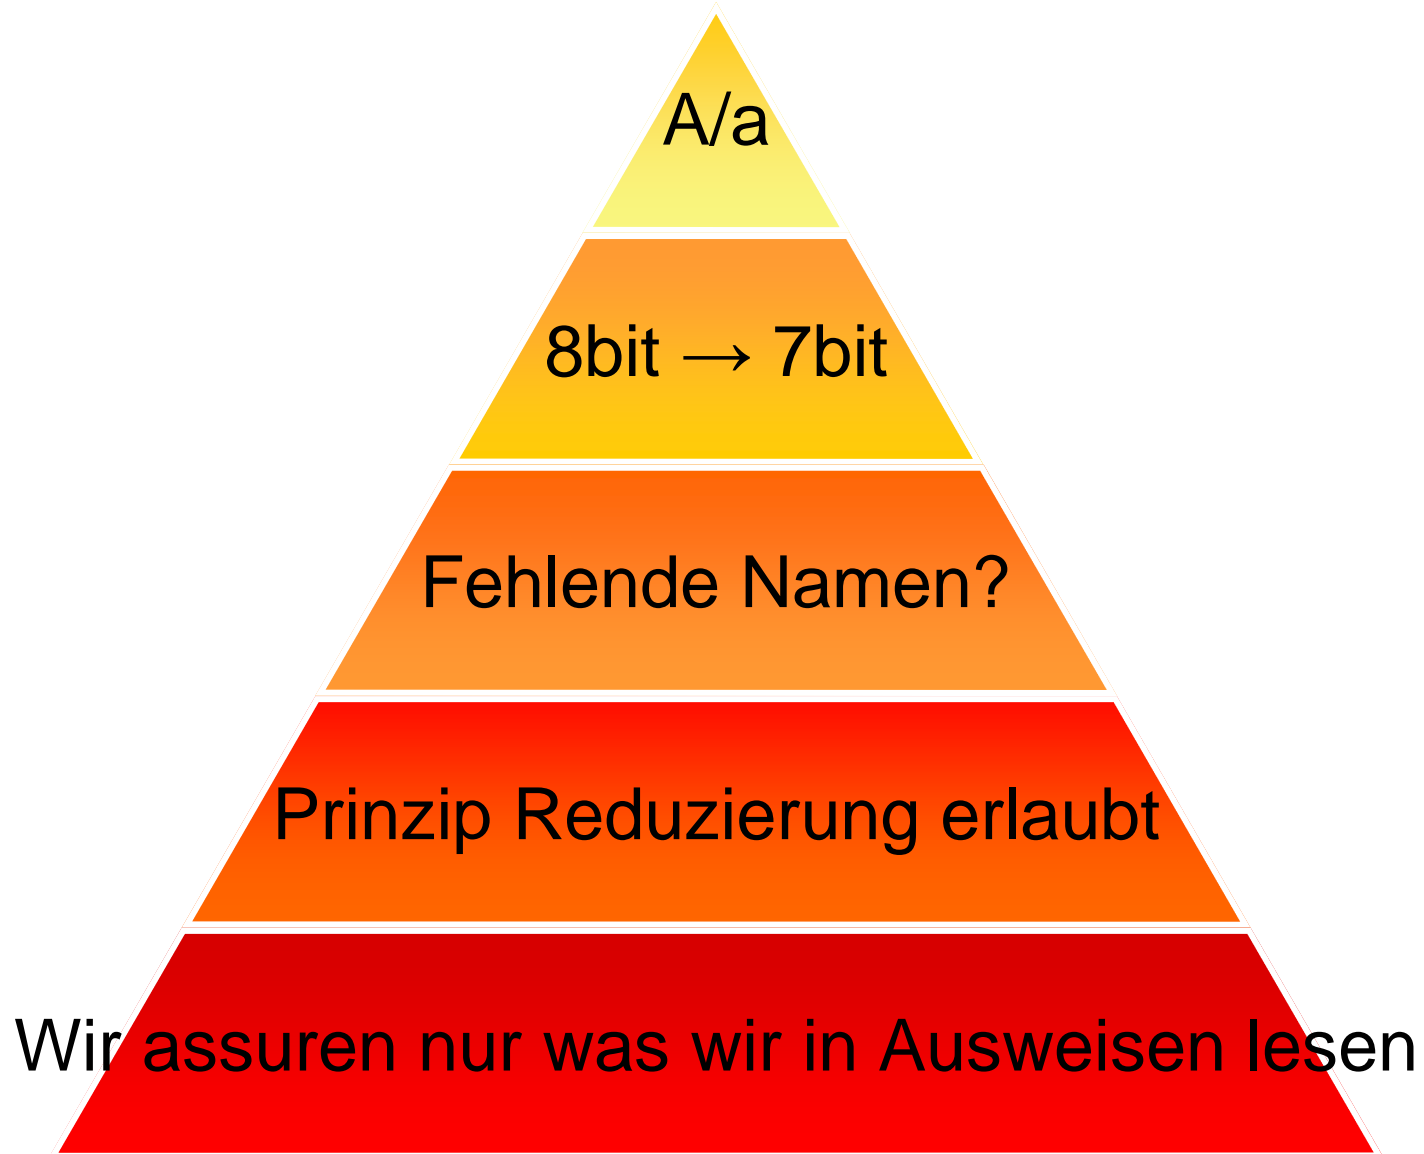 A/a
8bit → 7bit
Fehlende Namen?
Prinzip Reduzierung erlaubt
Wir assuren nur was wir in Ausweisen lesen